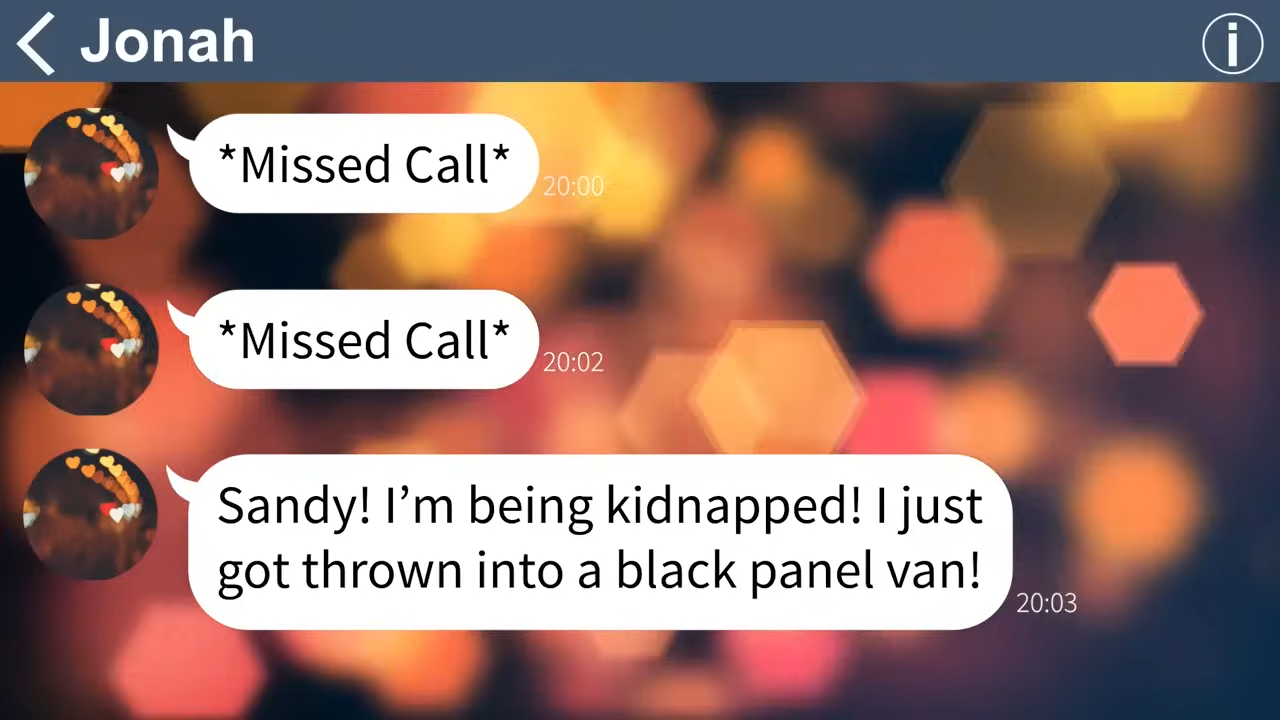 Jonah
*Missed Call*
20:00
*Missed Call*
20:02
Sandy! I’m being kidnapped! I just
got thrown into a black panel van!
20:03